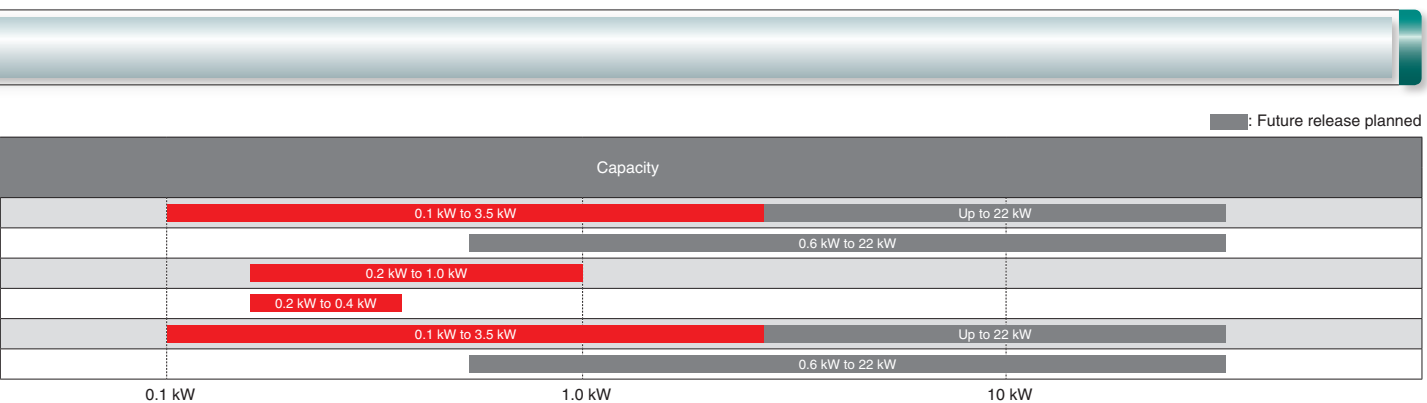 : Future release planned
Capacity
0.1 kW to 3.5 kW Up to 22 kW
0.6 kW to 22 kW
0.2 kW to 1.0 kW
0.2 kW to 0.4 kW
0.1 kW to 3.5 kW Up to 22 kW
0.6 kW to 22 kW
0.1 kW 1.0 kW 10 kW